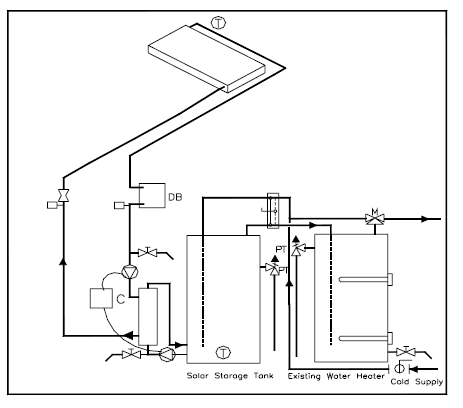 T
DB
M
PT
PT
T
C
T
T
T
Solar Storage Tank
Existing Water Heater
Cold Supply